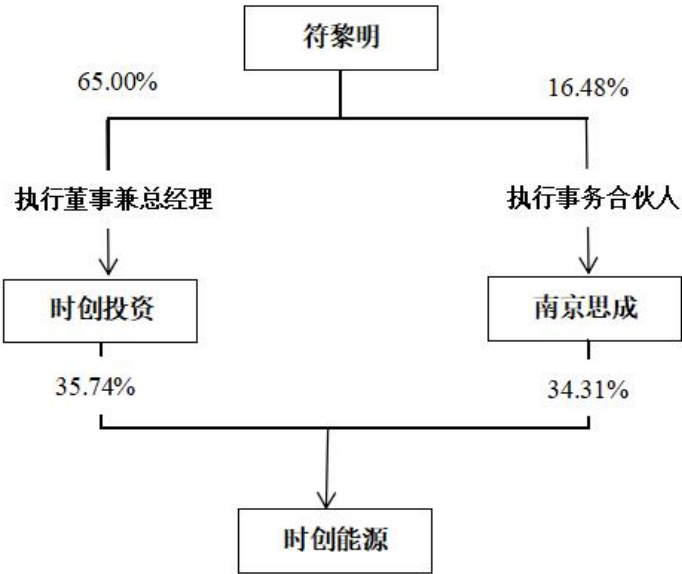 符黎明
65.00%
16.48%
执行董事兼总经理
执行事务合伙人
时创投资
南京思成
35.74%
34.31%
时创能源